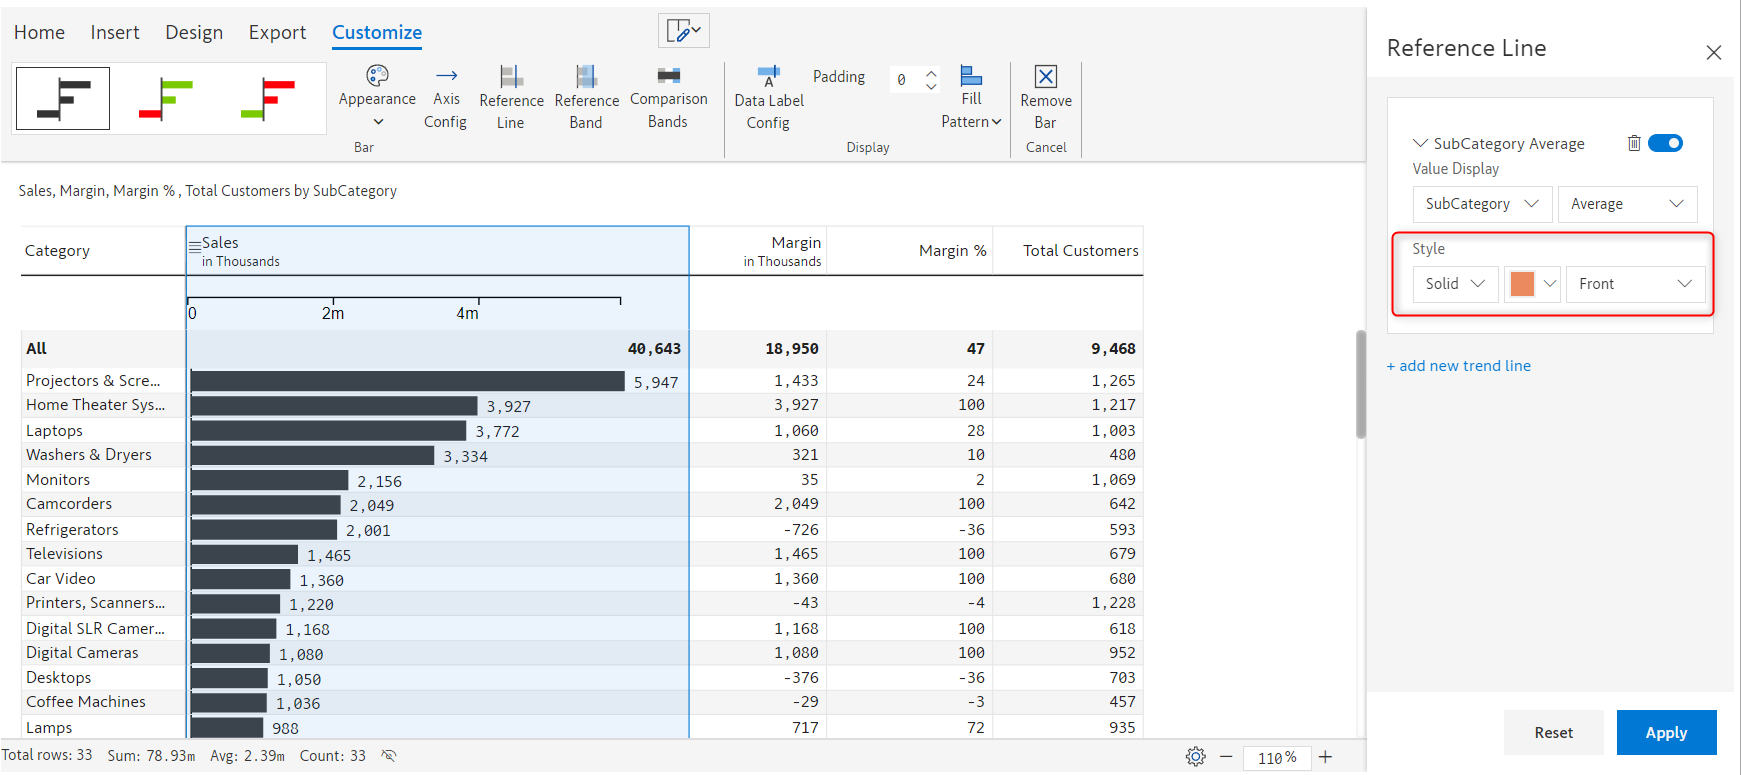 Home Insert Design Export Customize
Appearance
Axis Config
Reference Line
Reference Band
Comparison Bands
Bar
Data Label Config
Padding 0
Fill Pattern
Display
Remove Bar
Cancel
Sales, Margin, Margin % , Total Customers by SubCategory
Category Sales in Thousands Margin in Thousands Margin % Total Customers
0 2m 4m
All 40,643 18,950 47 9,468
Projectors & Scre... 5,947 1,433 24 1,265
Home Theater Sys... 3,927 3,927 100 1,217
Laptops 3,772 1,060 28 1,003
Washers & Dryers 3,334 321 10 480
Monitors 2,156 35 2 1,069
Camcorders 2,049 2,049 100 642
Refrigerators 2,001 -726 -36 593
Televisions 1,465 1,465 100 679
Car Video 1,360 1,360 100 680
Printers, Scanners... 1,220 -43 -4 1,228
Digital SLR Camer... 1,168 1,168 100 618
Digital Cameras 1,080 1,080 100 952
Desktops 1,050 -376 -36 703
Coffee Machines 1,036 -29 -3 457
Lamps 988 717 72 935
Total rows: 33 Sum: 78.93m Avg: 2.39m Count: 33
110%
Reference Line
SubCategory Average
Value Display
SubCategory Average
Style
Solid Front
+ add new trend line
Reset Apply